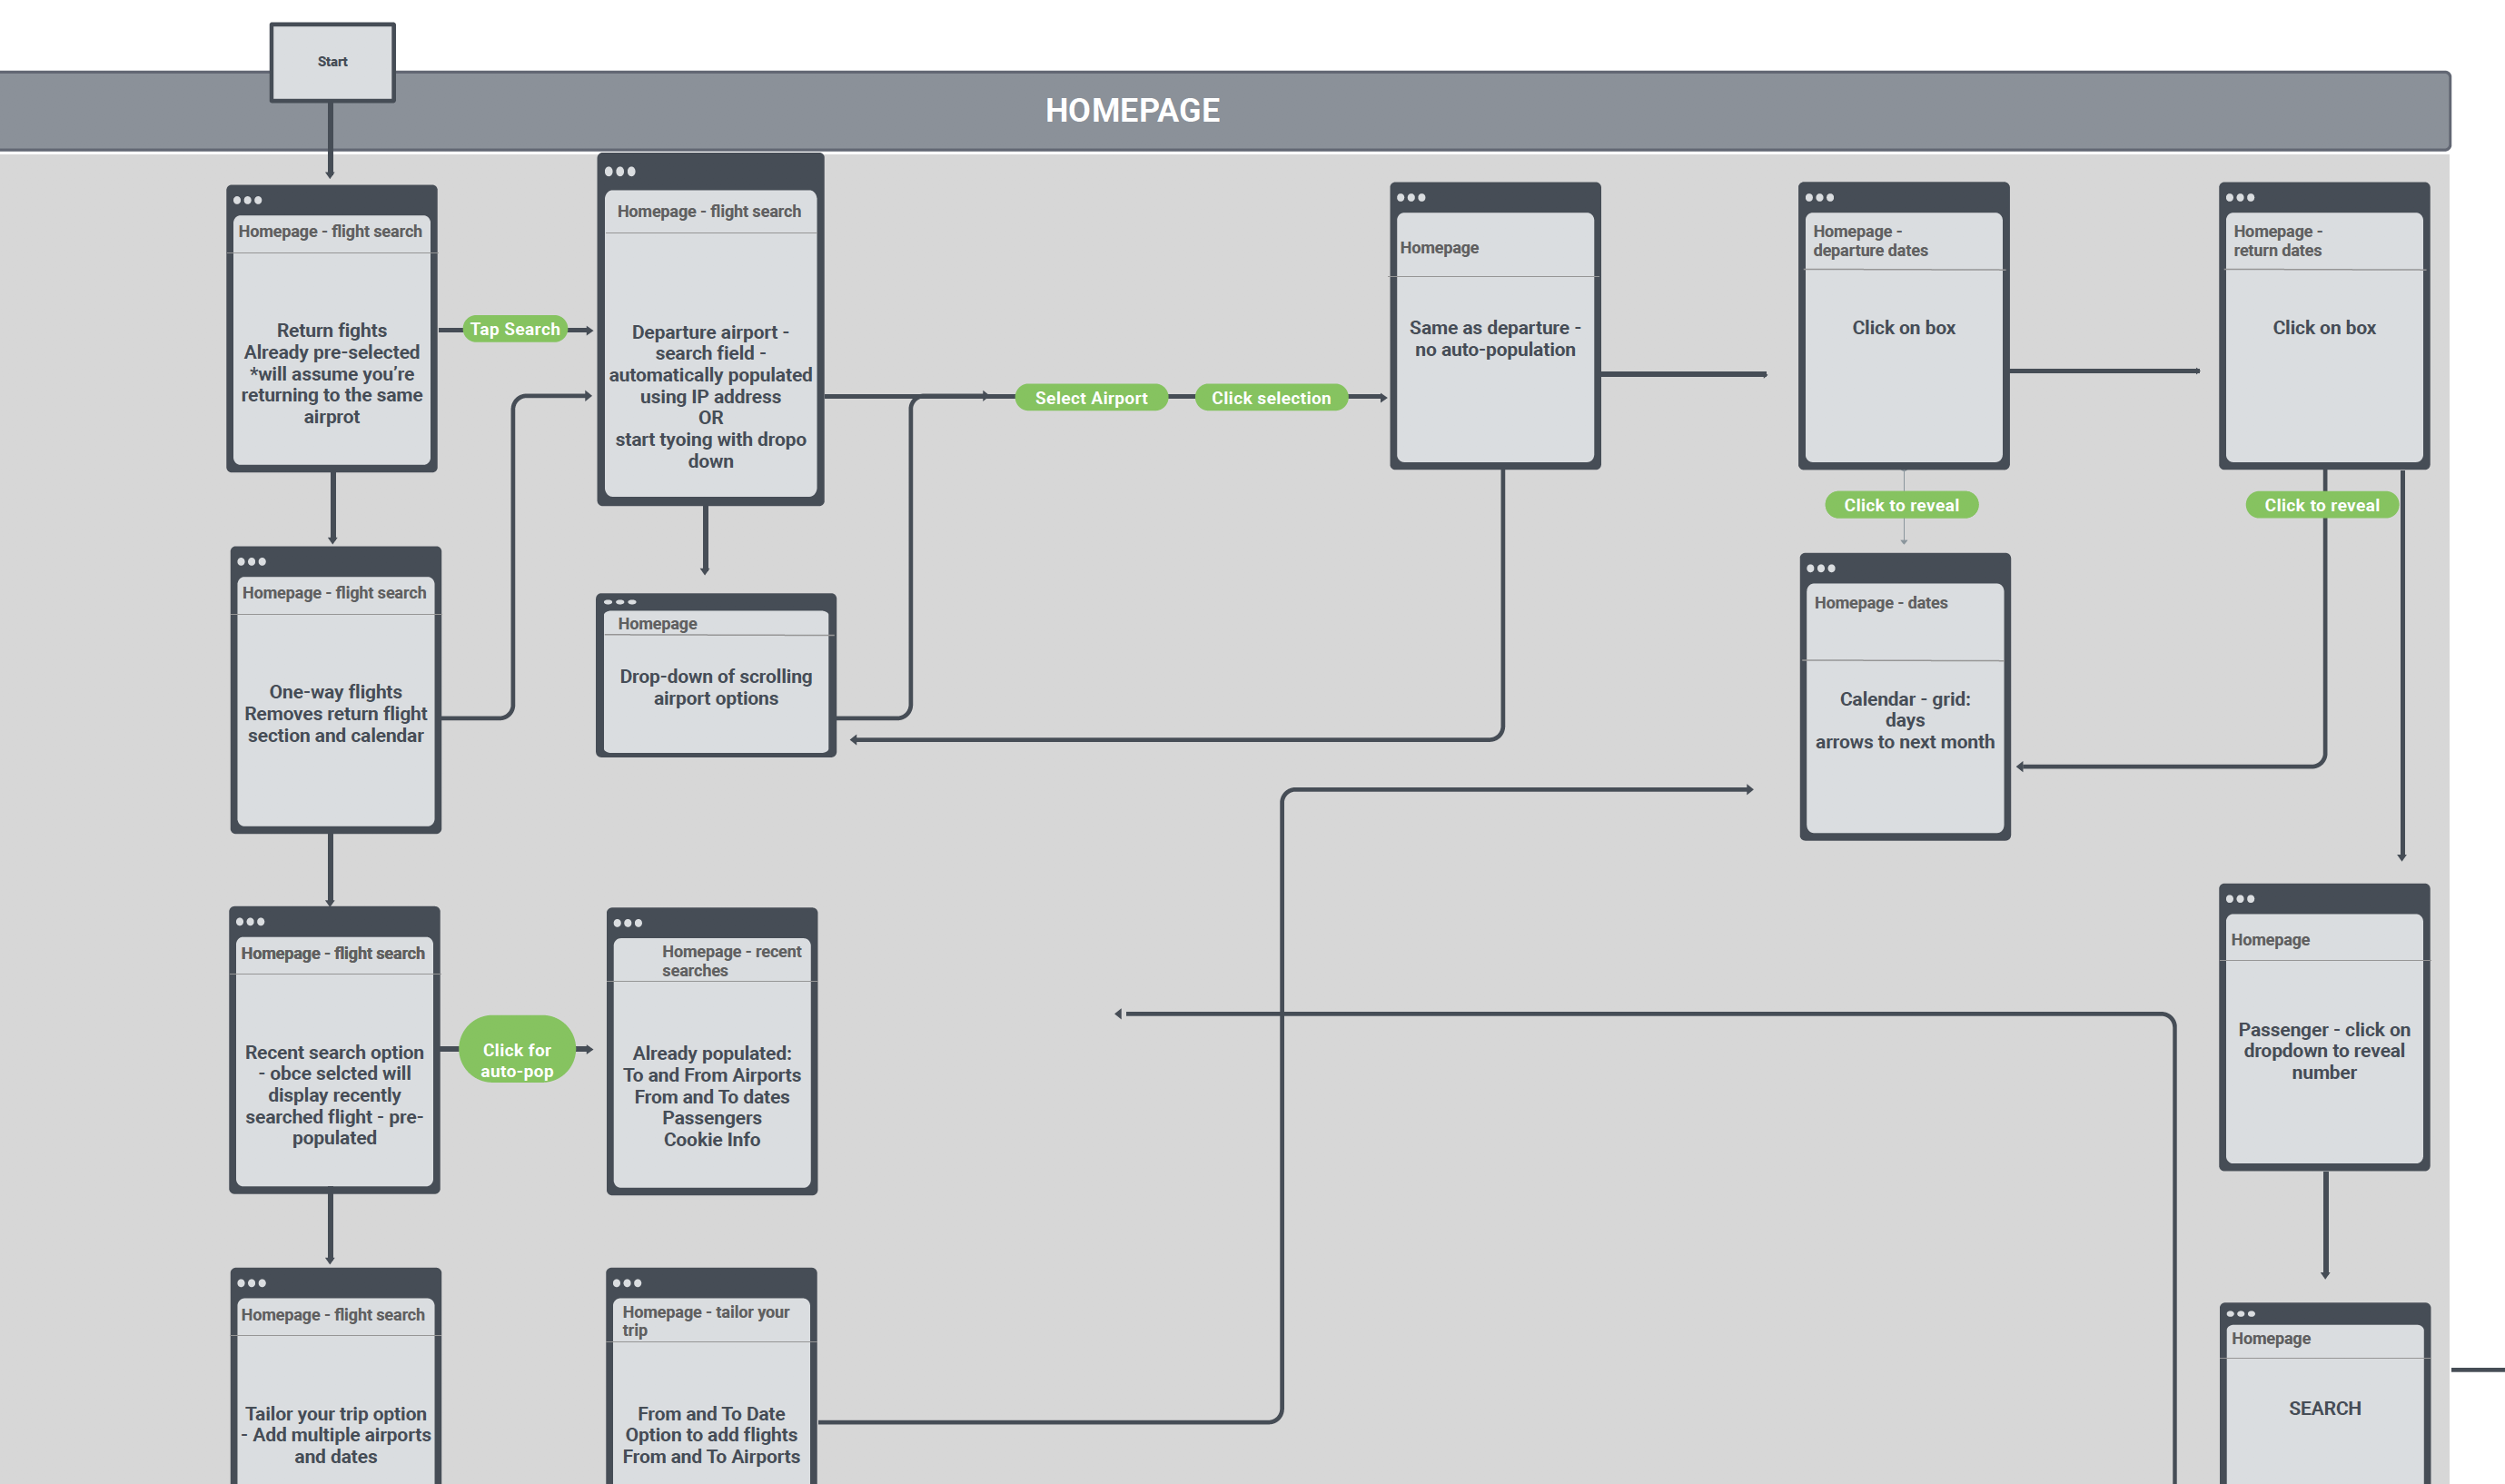 Start
HOMEPAGE
Homepage - flight search
Return fights
Already pre-selected
*will assume you're
returning to the same
airprot
Tap Search
Homepage - flight search
Departure airport -
search field -
automatically populated
using IP address
OR
start tyoing with dropo
down
Select Airport
Click selection
Homepage
Same as departure -
no auto-population
Homepage -
departure dates
Click on box
Homepage -
return dates
Click on box
Click to reveal
Click to reveal
Homepage - flight search
One-way flights
Removes return flight
section and calendar
Homepage
Drop-down of scrolling
airport options
Homepage - dates
Calendar - grid:
days
arrows to next month
Homepage - flight search
Recent search option
- obce selcted will
display recently
searched flight - pre-
populated
Click for
auto-pop
Homepage - recent
searches
Already populated:
To and From Airports
From and To dates
Passengers
Cookie Info
Homepage
Passenger - click on
dropdown to reveal
number
Homepage - flight search
Tailor your trip option
- Add multiple airports
and dates
Homepage - tailor your
trip
From and To Date
Option to add flights
From and To Airports
Homepage
SEARCH